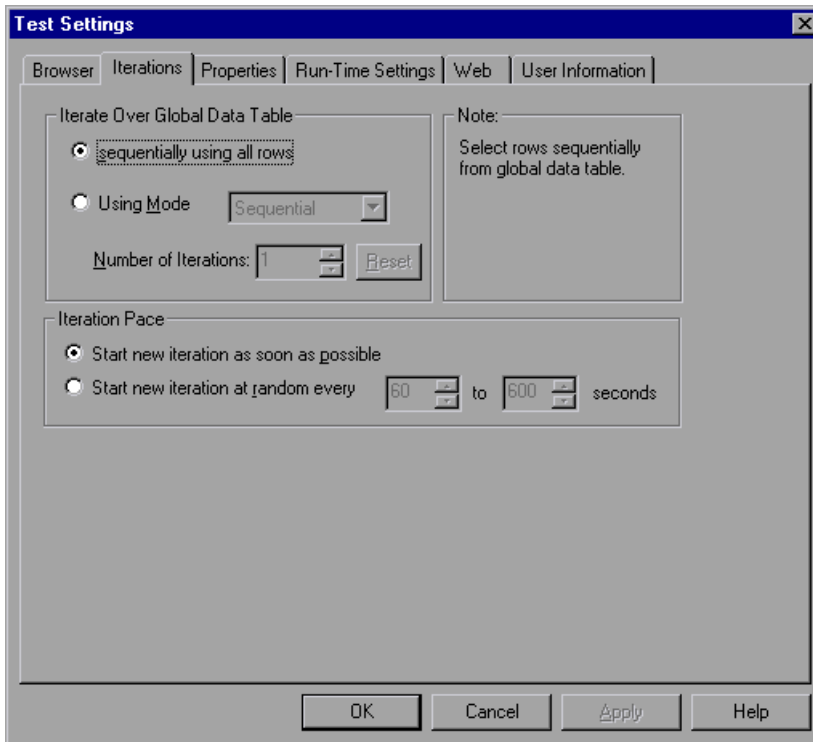 Test Settings
Browser Iterations Properties Run-Time Settings Web User Information
Iterate Over Global Data Table
sequentially using all rows
Using Mode Sequential
Number of Iterations: 1 Reset
Note:
Select rows sequentially
from global data table.
Iteration Pace
Start new iteration as soon as possible
Start new iteration at random every 60 to 600 seconds
OK Cancel Apply Help